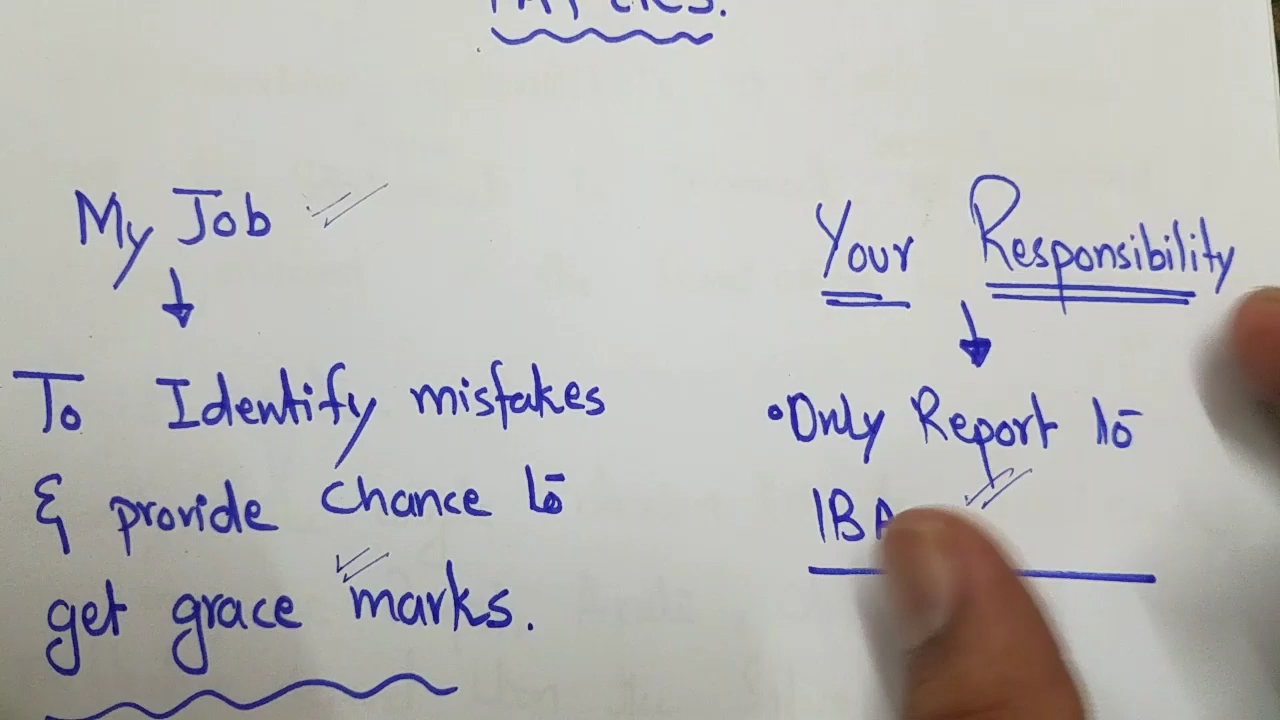 My Job
To Identify mistakes
& provide chance to
get grace marks.
Your Responsibility
•Only Report to
IBA